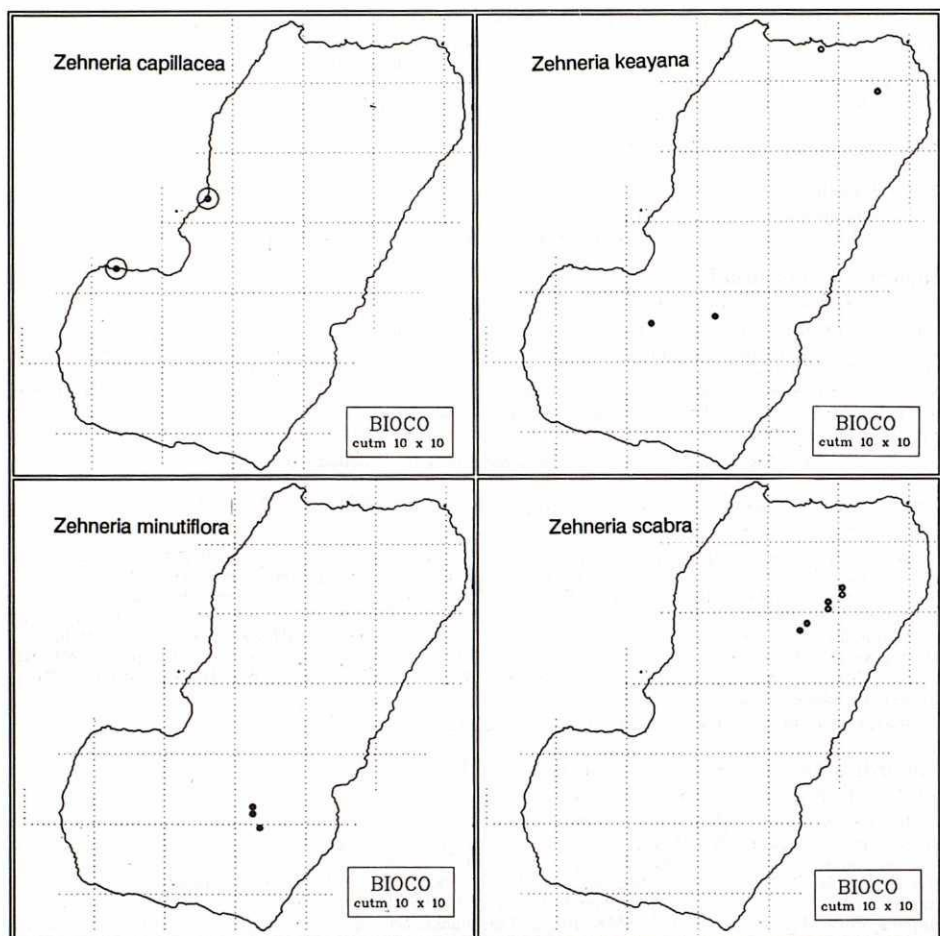 Zehneria capillacea
BIOCO
cutm 10 x 10
Zehneria keayana
BIOCO
cutm 10 x 10
Zehneria minutiflora
BIOCO
cutm 10 x 10
Zehneria scabra
BIOCO
cutm 10 x 10